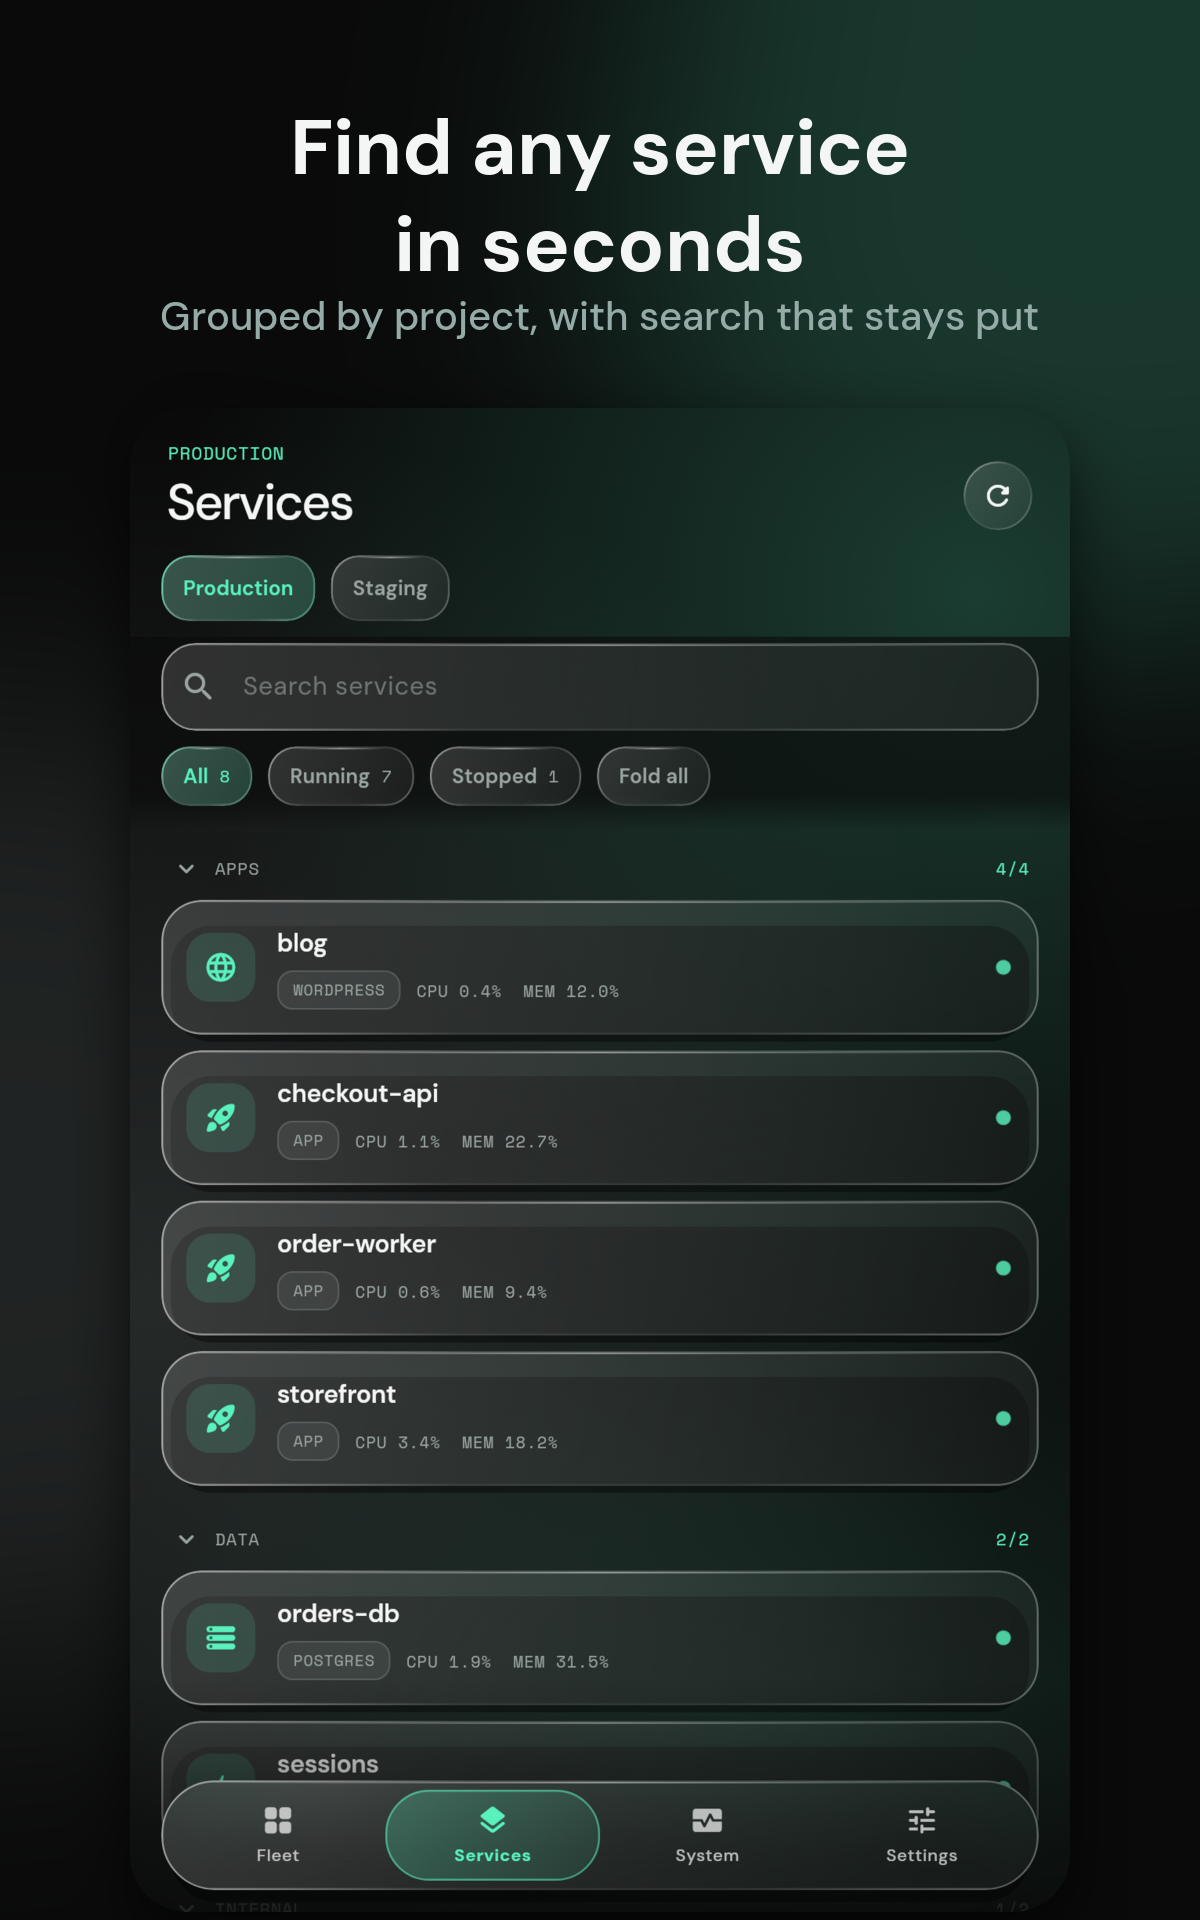 Find any service
in seconds
Grouped by project, with search that stays put
PRODUCTION
Services
Production Staging
Search services
All 8 Running 7 Stopped 1 Fold all
APPS 4/4
blog
WORDPRESS CPU 0.4% MEM 12.0%
checkout-api
APP CPU 1.1% MEM 22.7%
order-worker
APP CPU 0.6% MEM 9.4%
storefront
APP CPU 3.4% MEM 18.2%
DATA 2/2
orders-db
POSTGRES CPU 1.9% MEM 31.5%
sessions
Fleet Services System Settings
INTERNAL 1/2